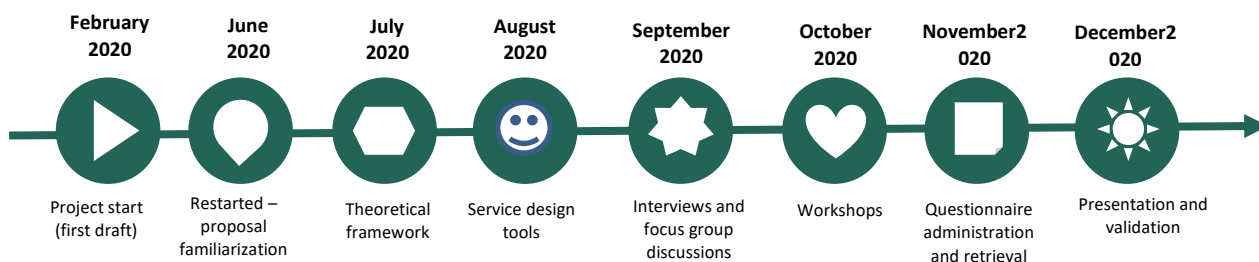 February
2020
June
2020
July
2020
August
2020
September
2020
October
2020
November2
020
December2
020
Project start
(first draft)
Restarted –
proposal
familiarization
Theoretical
framework
Service design
tools
Interviews and
focus group
discussions
Workshops
Questionnaire
administration
and retrieval
Presentation and
validation